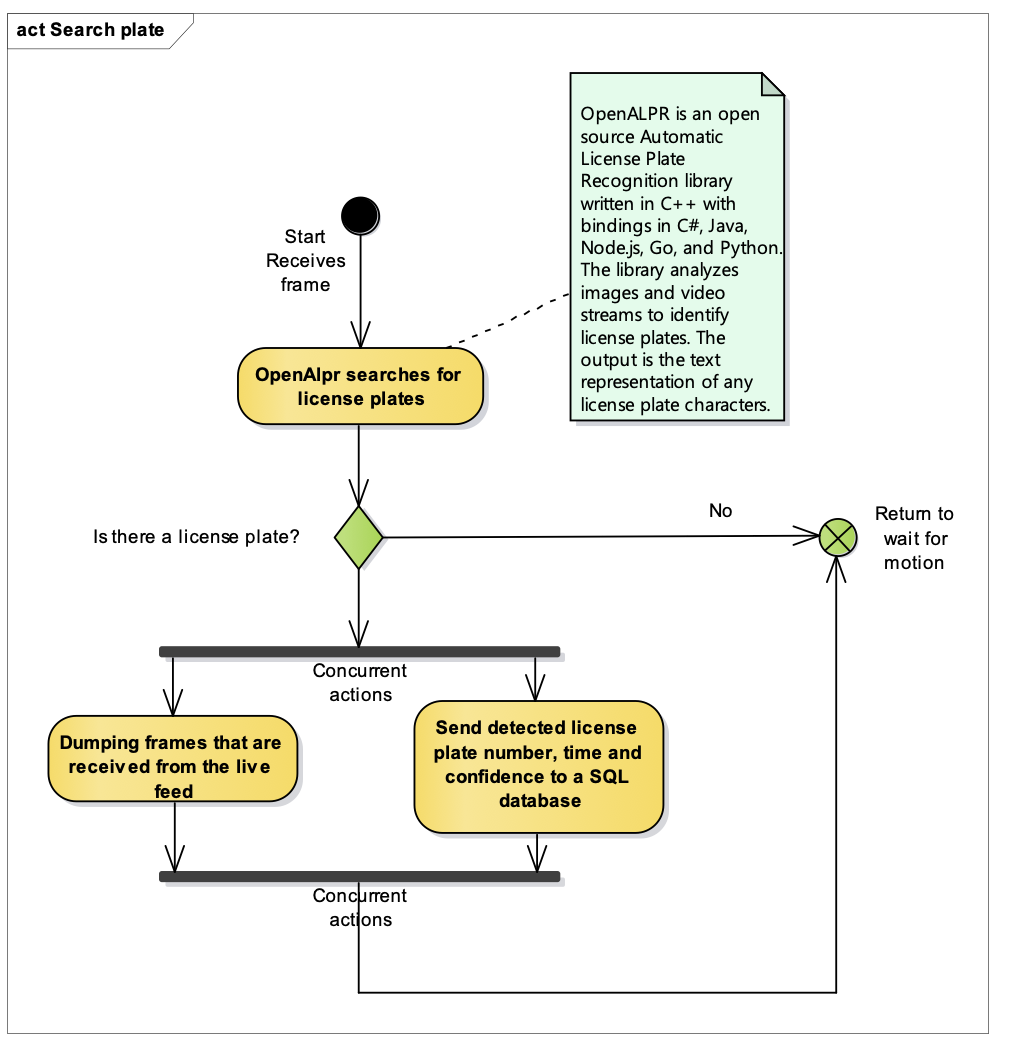 act Search plate
OpenALPR is an open
source Automatic
License Plate
Recognition library
written in C++ with
bindings in C#, Java,
Node.js, Go, and Python.
The library analyzes
images and video
streams to identify
license plates. The
output is the text
representation of any
license plate characters.
Start
Receives
frame
OpenAlpr searches for
license plates
Is there a license plate?
No
Return to
wait for
motion
Concurrent
actions
Dumping frames that are
received from the live
feed
Send detected license
plate number, time and
confidence to a SQL
database
Concurrent
actions